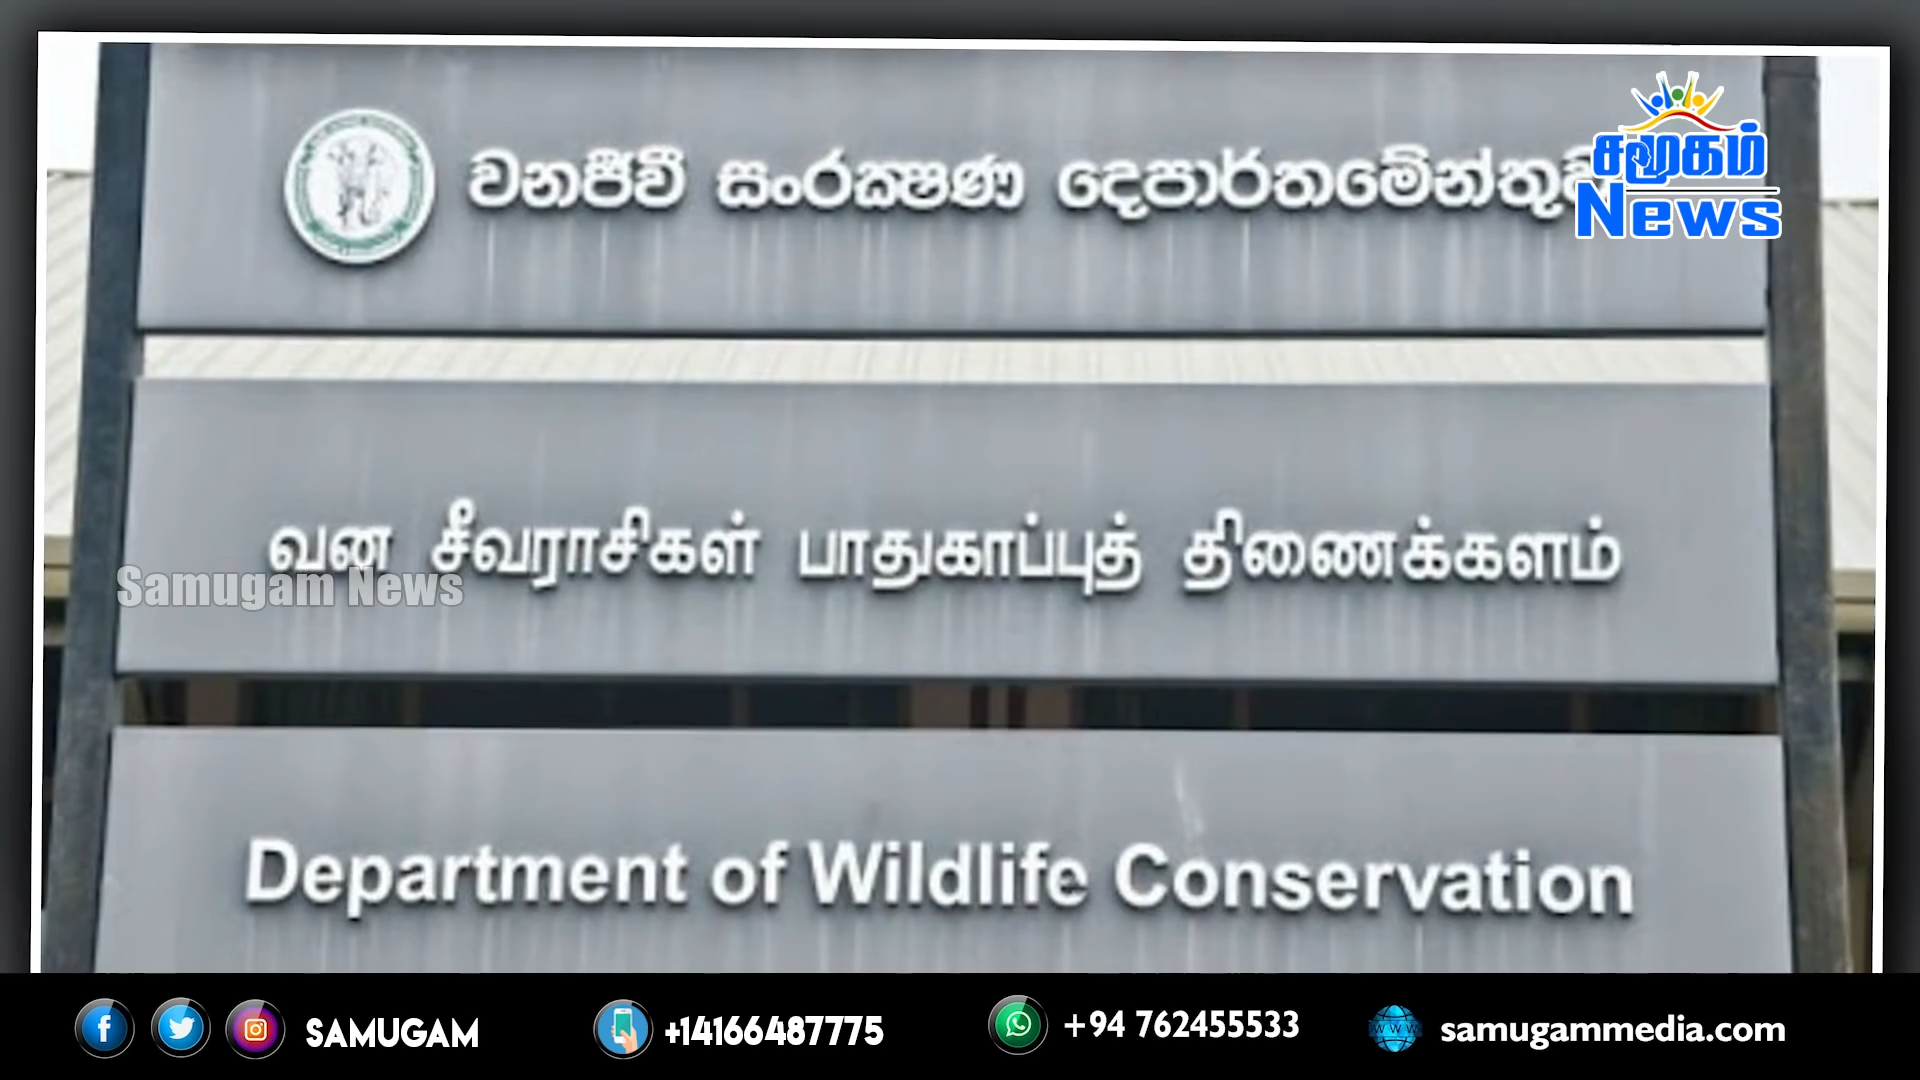 වනජීවී සංරක්ෂණ දෙපාර්තමේන්තුව
சமூகம்
News
வன சீவராசிகள் பாதுகாப்புத் திணைக்களம்
Samugam News
Department of Wildlife Conservation
SAMUGAM
+14166487775
+94 762455533
samugammedia.com